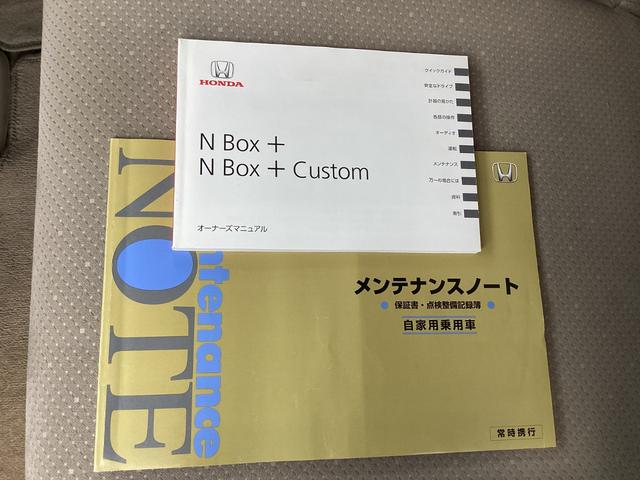 HONDA
N Box +
N Box + Custom
オーナーズマニュアル
クイックガイド
安全なドライブ
計器の見かた
各部の操作
オーディオ
運転
メンテナンス
万一の場合には
資料
索引
NOTE
ntenance
メンテナンスノート
保証書・点検整備記録簿
自家用乗用車
常時携行